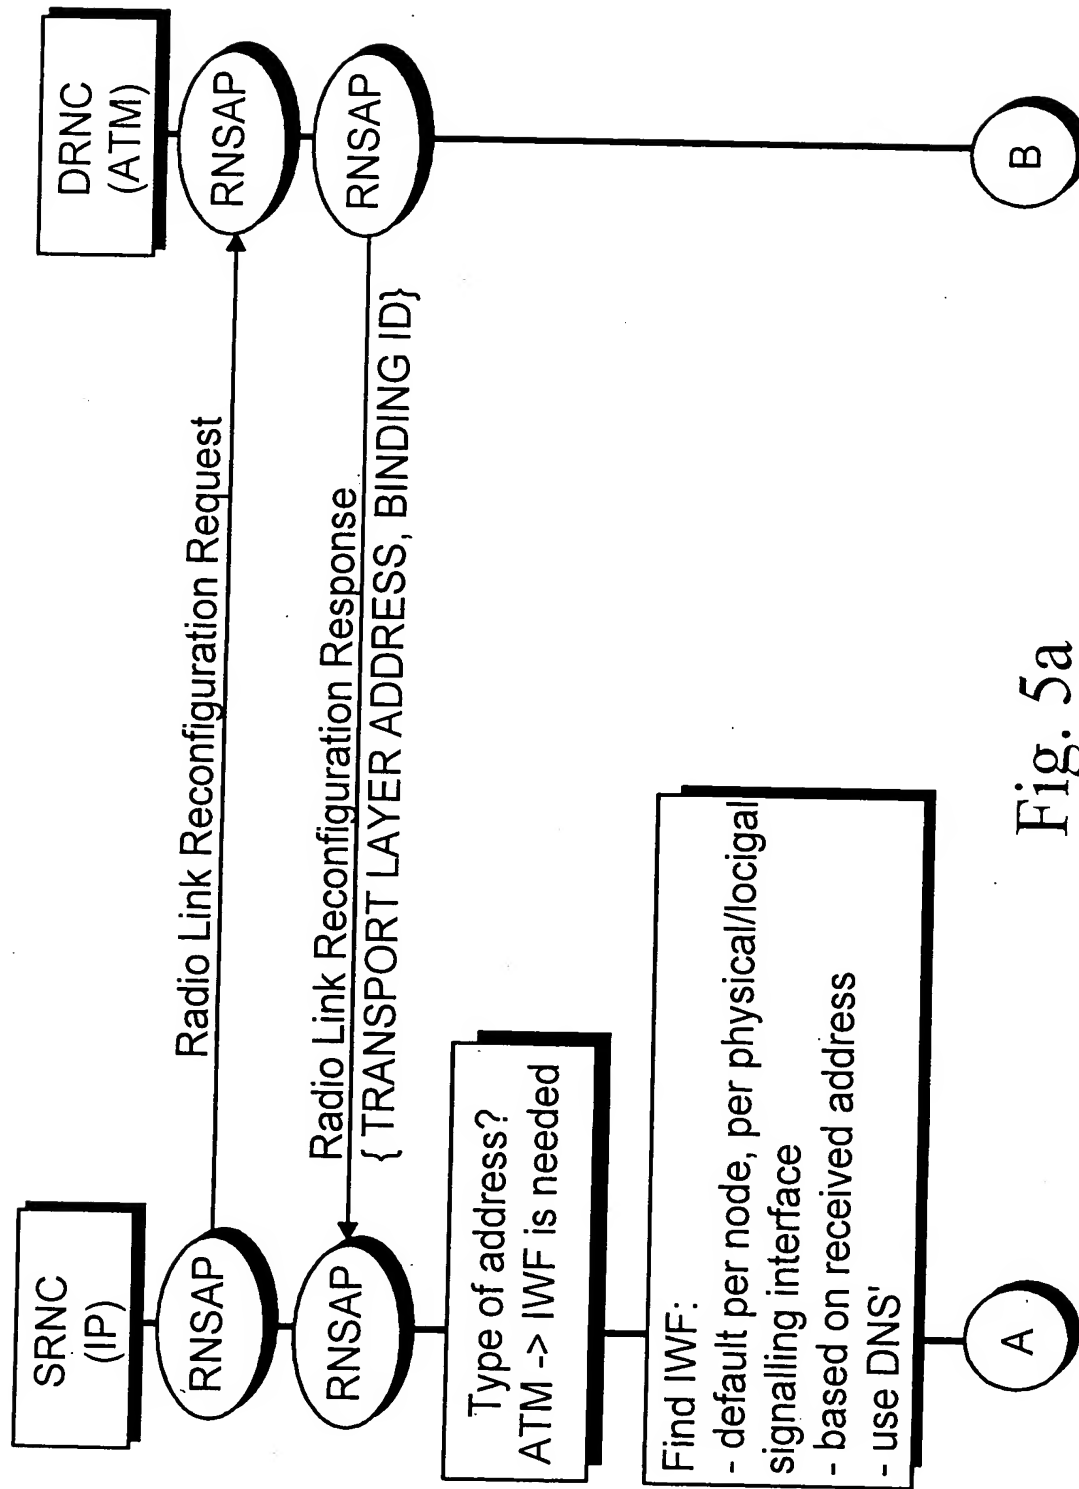 SRNC
(IP)
DRNC
(ATM)
RNSAP
Radio Link Reconfiguration Request
RNSAP
RNSAP
Radio Link Reconfiguration Response
{ TRANSPORT LAYER ADDRESS, BINDING ID}
RNSAP
Type of address?
ATM -> IWF is needed
Find IWF:
- default per node, per physical/locigal
signalling interface
- based on received address
- use DNS'
A
B
Fig. 5a